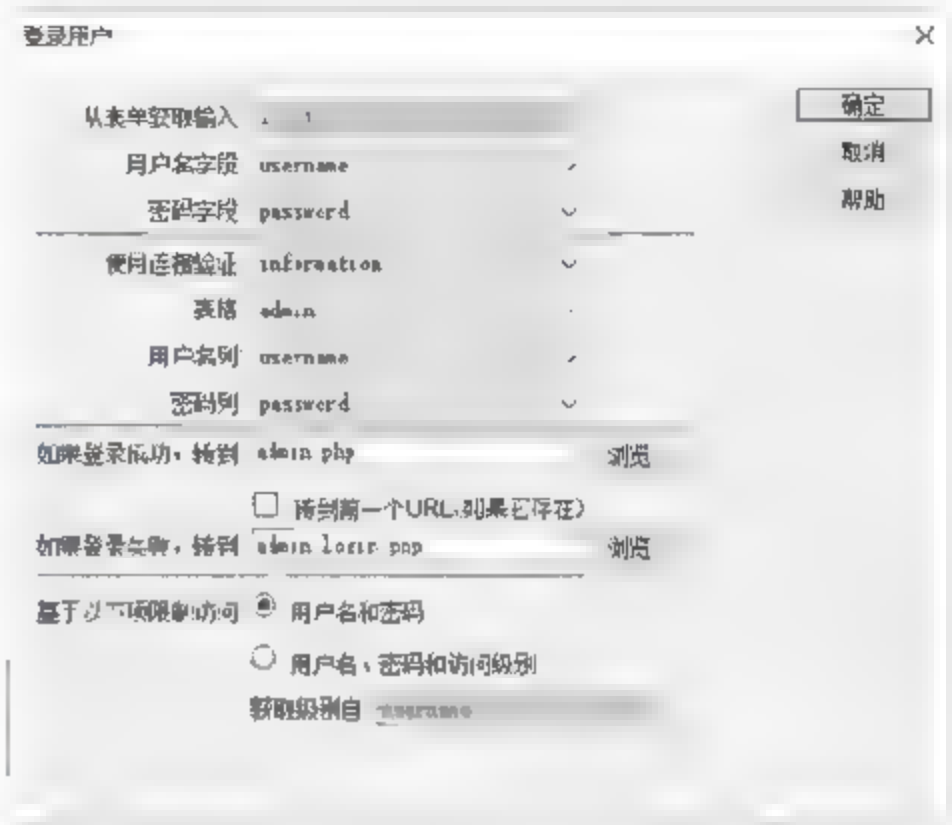 登录用户
确定
从表单获取输入
取消
用户名字段 username
帮助
密码字段 password
使用连接验证 information
表格 admin
用户名列 username
密码列 password
如果登录成功，转到 admin php 浏览
转到前一个URL(如果它存在)
如果登录失败，转到 admin login php 浏览
基于以下项限制访问 用户名和密码
用户名、密码和访问级别
获取级别自 username